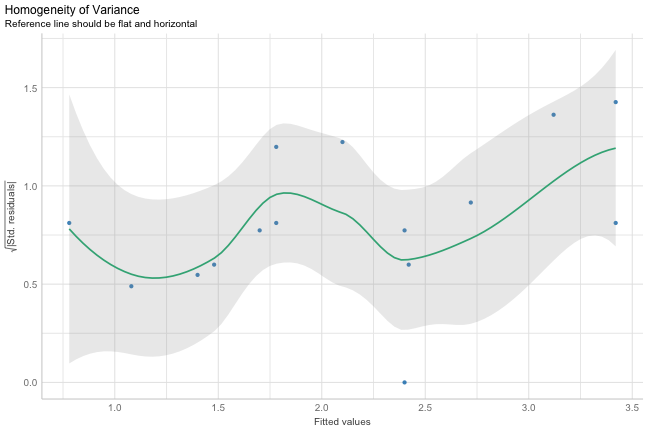 Homogeneity of Variance
Reference line should be flat and horizontal
√|Std. residuals|
1.5
1.0
0.5
0.0
1.0 1.5 2.0 2.5 3.0 3.5
Fitted values